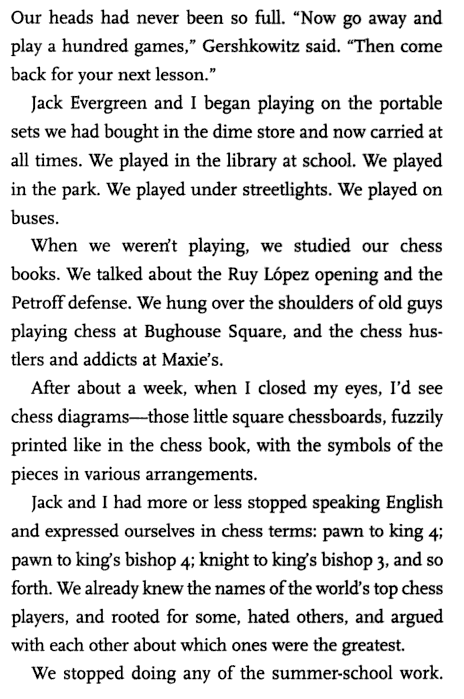 Our heads had never been so full. “Now go away and
play a hundred games,” Gershkowitz said. “Then come
back for your next lesson.”
Jack Evergreen and I began playing on the portable
sets we had bought in the dime store and now carried at
all times. We played in the library at school. We played
in the park. We played under streetlights. We played on
buses.
When we weren’t playing, we studied our chess
books. We talked about the Ruy López opening and the
Petroff defense. We hung over the shoulders of old guys
playing chess at Bughouse Square, and the chess hus-
tlers and addicts at Maxie’s.
After about a week, when I closed my eyes, I’d see
chess diagrams—those little square chessboards, fuzzily
printed like in the chess book, with the symbols of the
pieces in various arrangements.
Jack and I had more or less stopped speaking English
and expressed ourselves in chess terms: pawn to king 4;
pawn to king’s bishop 4; knight to king’s bishop 3, and so
forth. We already knew the names of the world’s top chess
players, and rooted for some, hated others, and argued
with each other about which ones were the greatest.
We stopped doing any of the summer-school work.